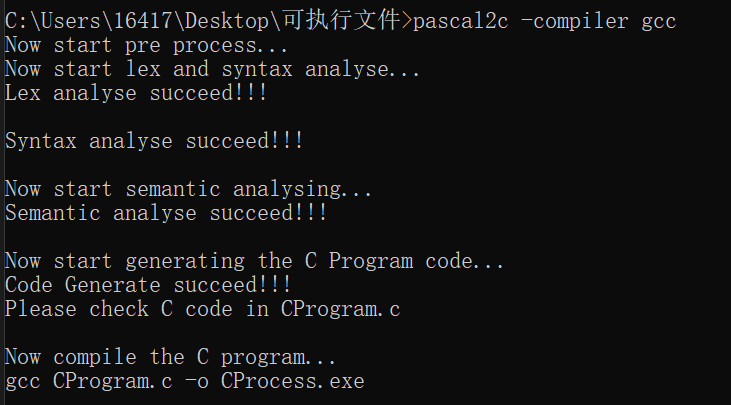 C:\Users\16417\Desktop\可执行文件>pascal2c -compiler gcc
Now start pre process...
Now start lex and syntax analyse...
Lex analyse succeed!!!
Syntax analyse succeed!!!
Now start semantic analysing...
Semantic analyse succeed!!!
Now start generating the C Program code...
Code Generate succeed!!!
Please check C code in CProgram.c
Now compile the C program...
gcc CProgram.c -o CProcess.exe